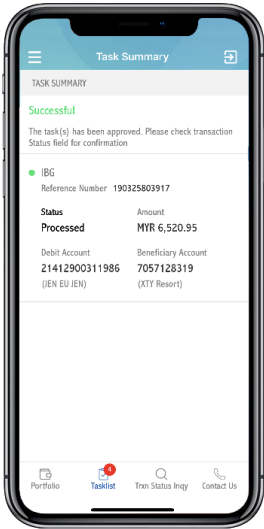 Task Summary
TASK SUMMARY
Successful
The task(s) has been approved. Please check transaction
Status field for confirmation
IBG
Reference Number 190325803917
Status Amount
Processed MYR 6,520.95
Debit Account Beneficiary Account
21412900311986 7057128319
(JEN EU JEN) (XTY Resort)
4
Portfolio Tasklist Trxn Status Inqy Contact Us